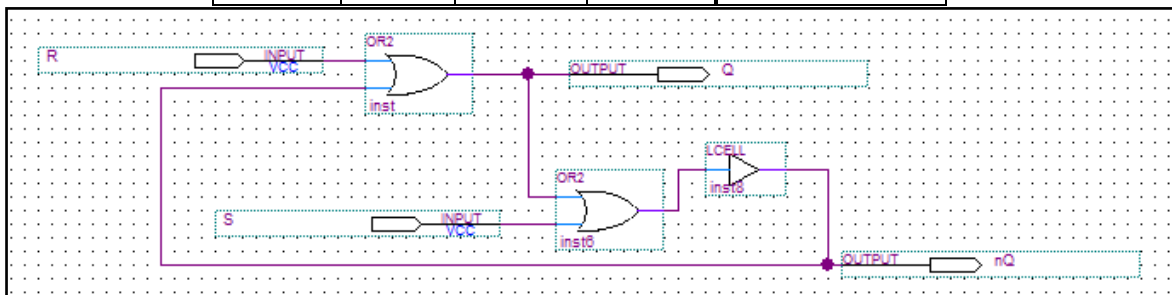 OR2
R
INPUT
VCC
OUTPUT
Q
inst
LCELL
OR2
inst8
S
INPUT
VCC
inst6
OUTPUT
nQ